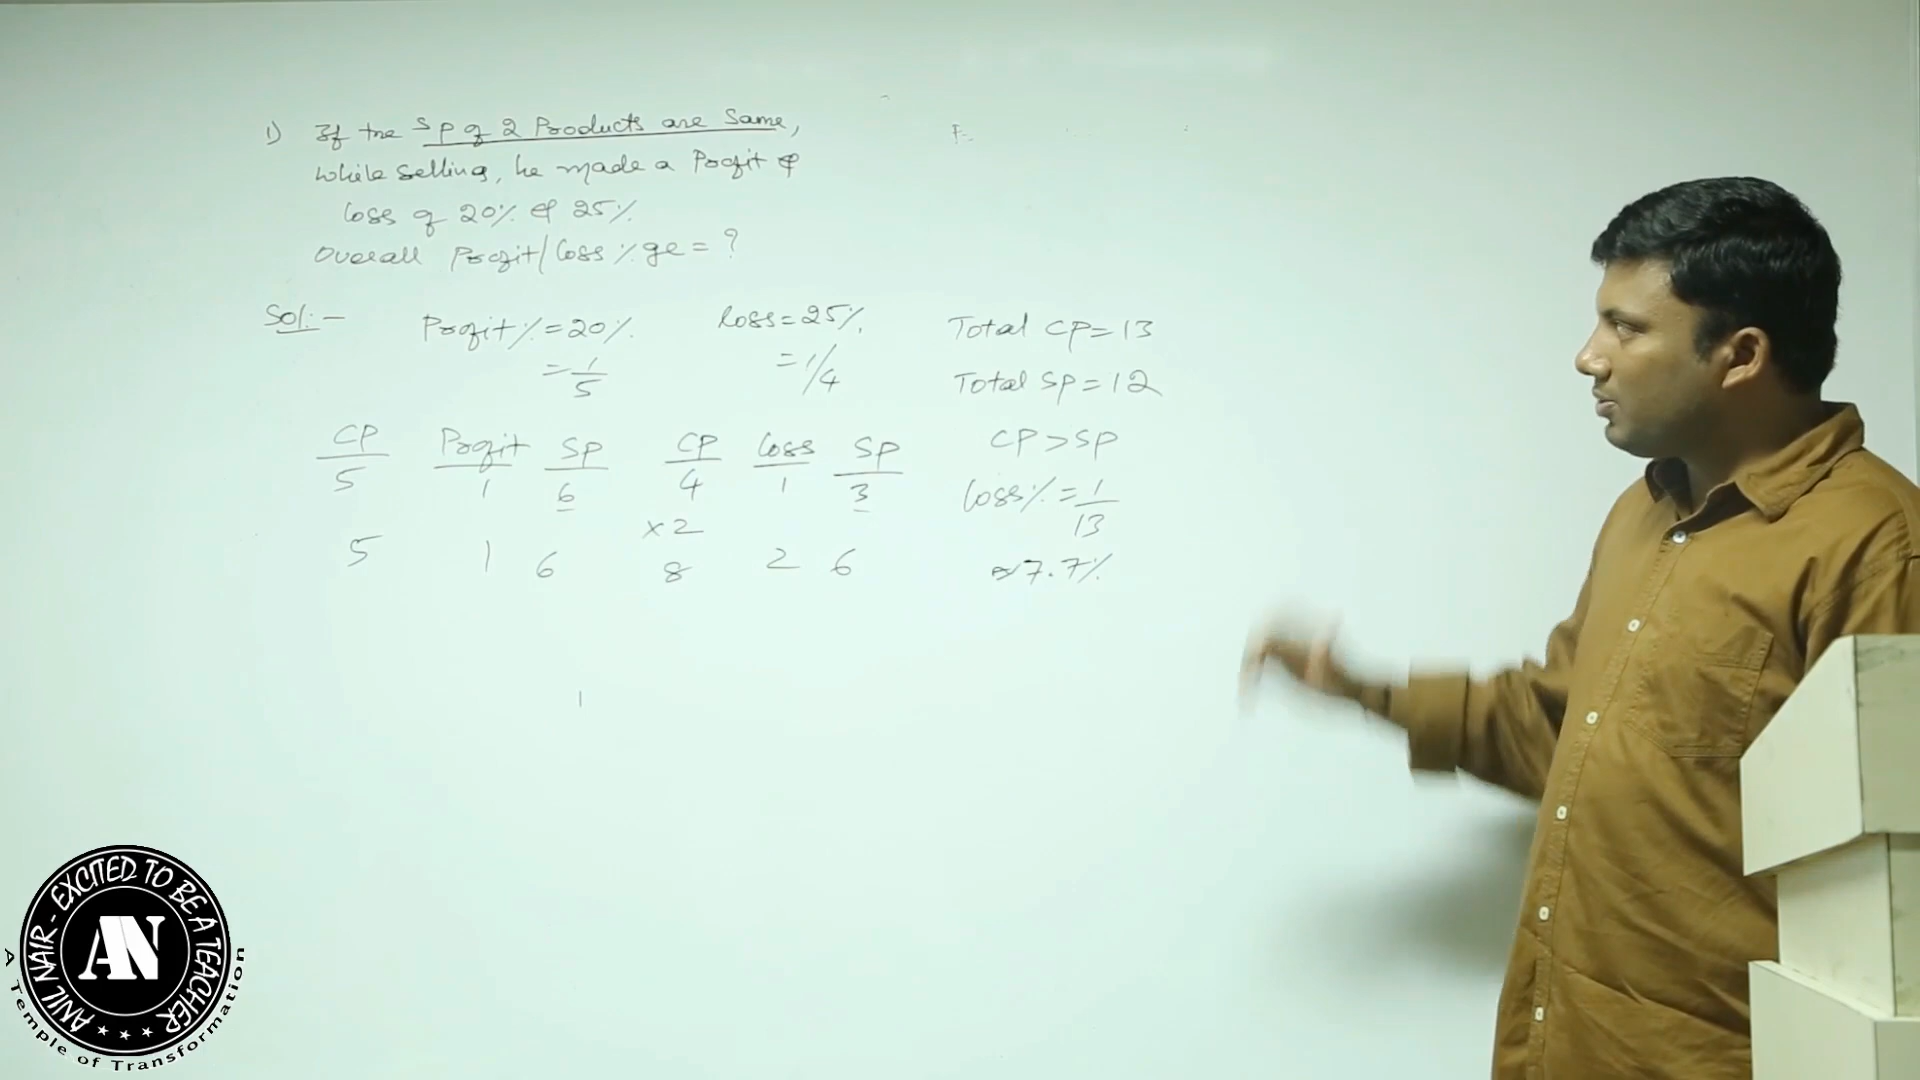 1) If the SP of 2 Products are Same,
while selling, he made a Profit &
loss of 20% & 25%
Overall Profit/loss %ge = ?
Sol:-
Profit% = 20%
= 1/5
loss = 25%
= 1/4
CP Profit SP CP loss SP
5 1 6 4 1 3
×2
5 1 6 8 2 6
Total CP = 13
Total SP = 12
CP > SP
loss% = 1/13
≈ 7.7%
ANIL NAIR - EXCITED TO BE A TEACHER
AN
A Temple of Transformation